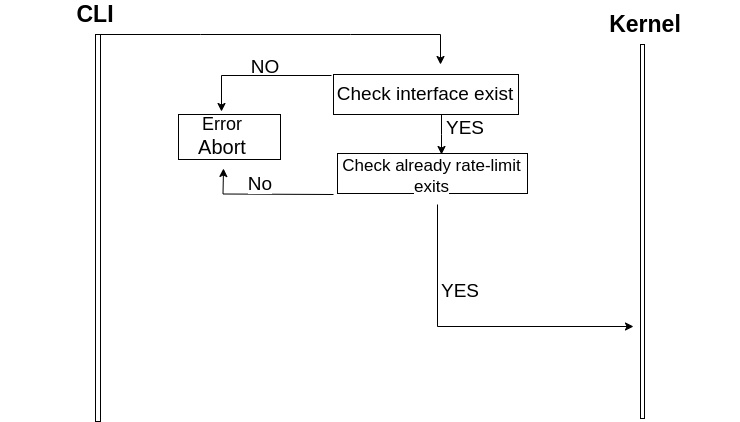 CLI
Kernel
NO
Check interface exist
Error
Abort
YES
Check already rate-limit
exits
No
YES